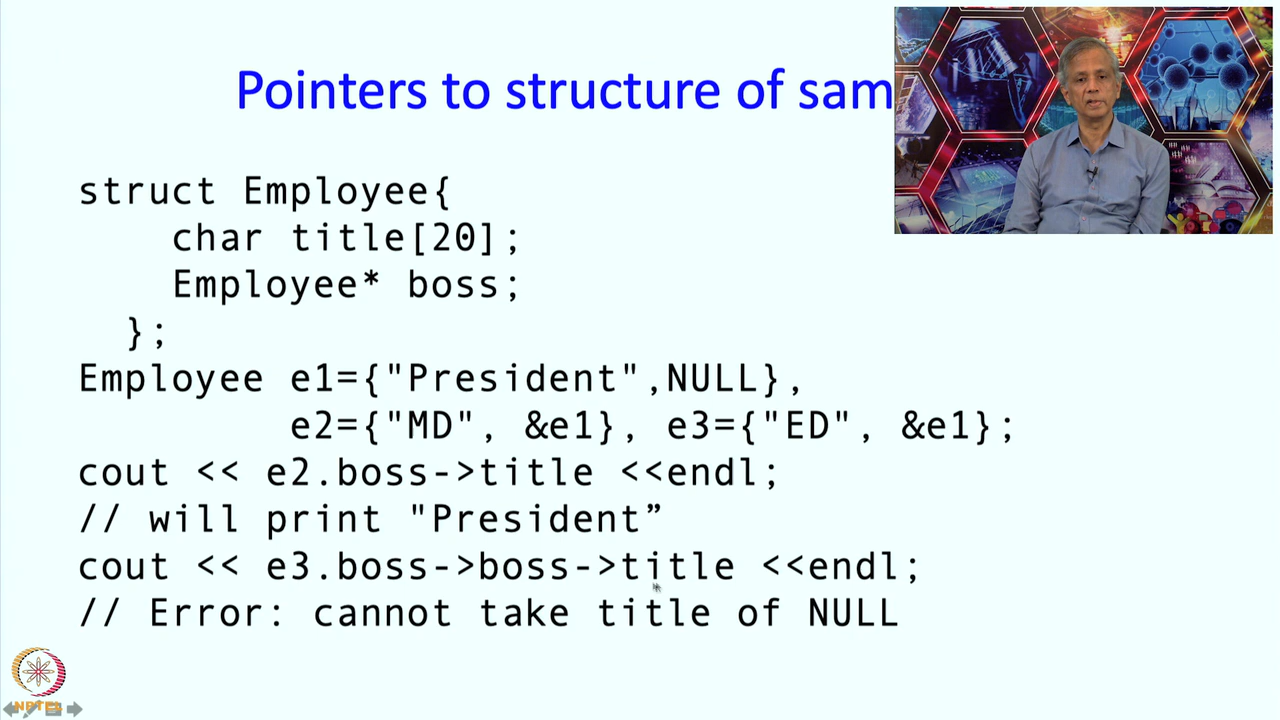 Pointers to structure of sam
struct Employee{
    char title[20];
    Employee* boss;
  };
Employee e1={"President",NULL},
         e2={"MD", &e1}, e3={"ED", &e1};
cout << e2.boss->title <<endl;
// will print "President”
cout << e3.boss->boss->title <<endl;
// Error: cannot take title of NULL
NPTEL